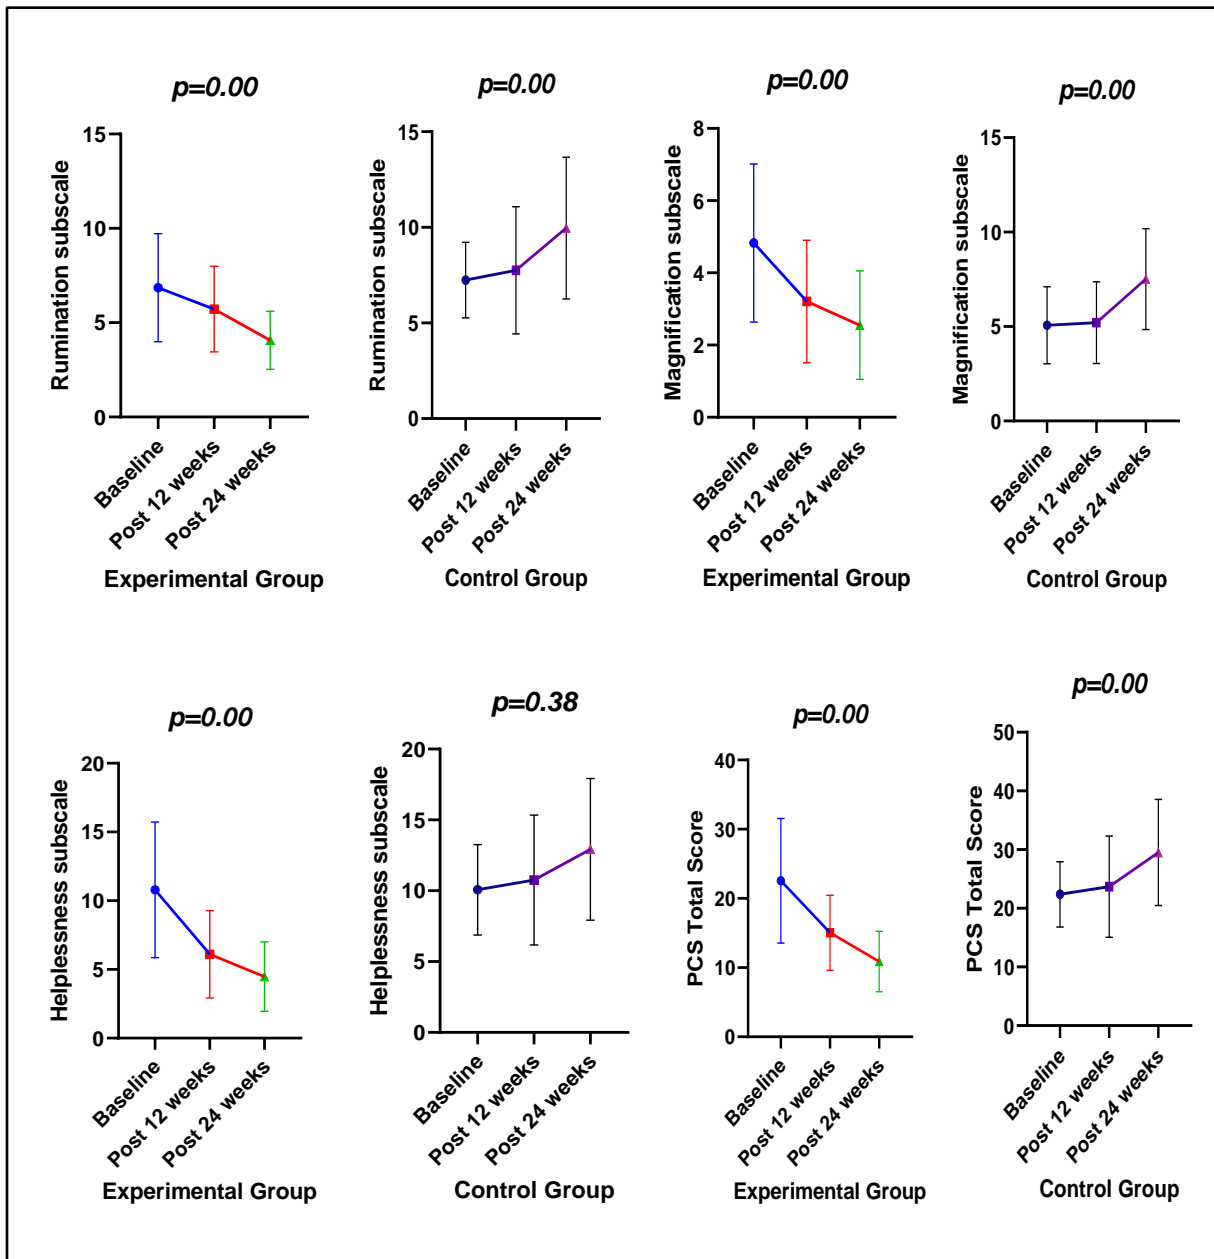 p=0.00
Rumination subscale
15
10
5
0
Baseline
Post 12 weeks
Post 24 weeks
Experimental Group
p=0.00
Rumination subscale
15
10
5
0
Baseline
Post 12 weeks
Post 24 weeks
Control Group
p=0.00
Magnification subscale
8
6
4
2
0
Baseline
Post 12 weeks
Post 24 weeks
Experimental Group
p=0.00
Magnification subscale
15
10
5
0
Baseline
Post 12 weeks
Post 24 weeks
Control Group
p=0.00
Helplessness subscale
20
15
10
5
0
Baseline
Post 12 weeks
Post 24 weeks
Experimental Group
p=0.38
Helplessness subscale
20
15
10
5
0
Baseline
Post 12 weeks
Post 24 weeks
Control Group
p=0.00
PCS Total Score
40
30
20
10
0
Baseline
Post 12 weeks
Post 24 weeks
Experimental Group
p=0.00
PCS Total Score
50
40
30
20
10
0
Baseline
Post 12 weeks
Post 24 weeks
Control Group